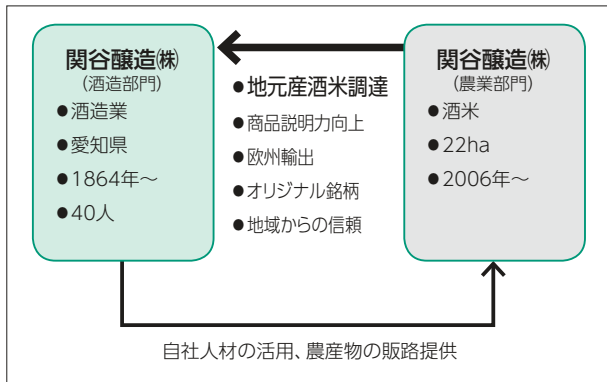 関谷醸造㈱
(酒造部門)
●酒造業
●愛知県
●1864年~
●40人
●地元産酒米調達
●商品説明力向上
●欧州輸出
●オリジナル銘柄
●地域からの信頼
関谷醸造㈱
(農業部門)
●酒米
●22ha
●2006年~
自社人材の活用、農産物の販路提供